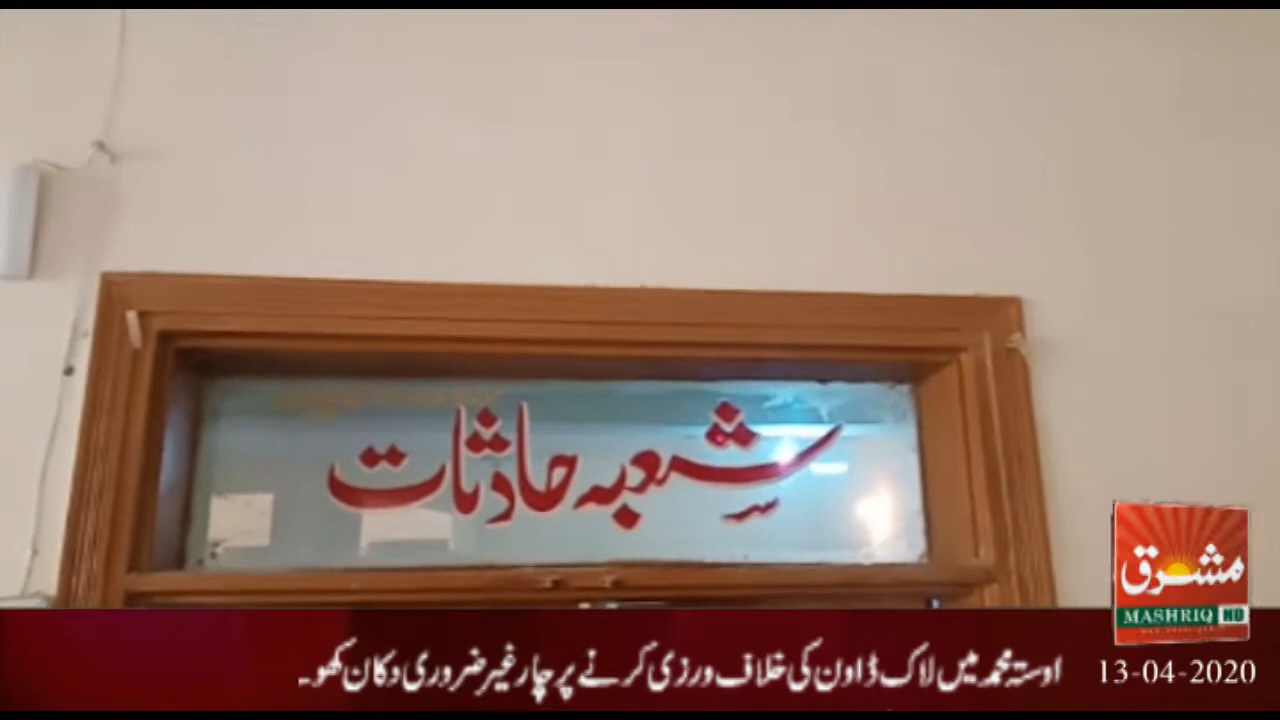 شعبہ حادثات
مشرق
MASHRIQ HD
اوستہ محمد میں لاک ڈاون کی خلاف ورزی کرنے پر چار غیر ضروری دکان کھو۔
13-04-2020